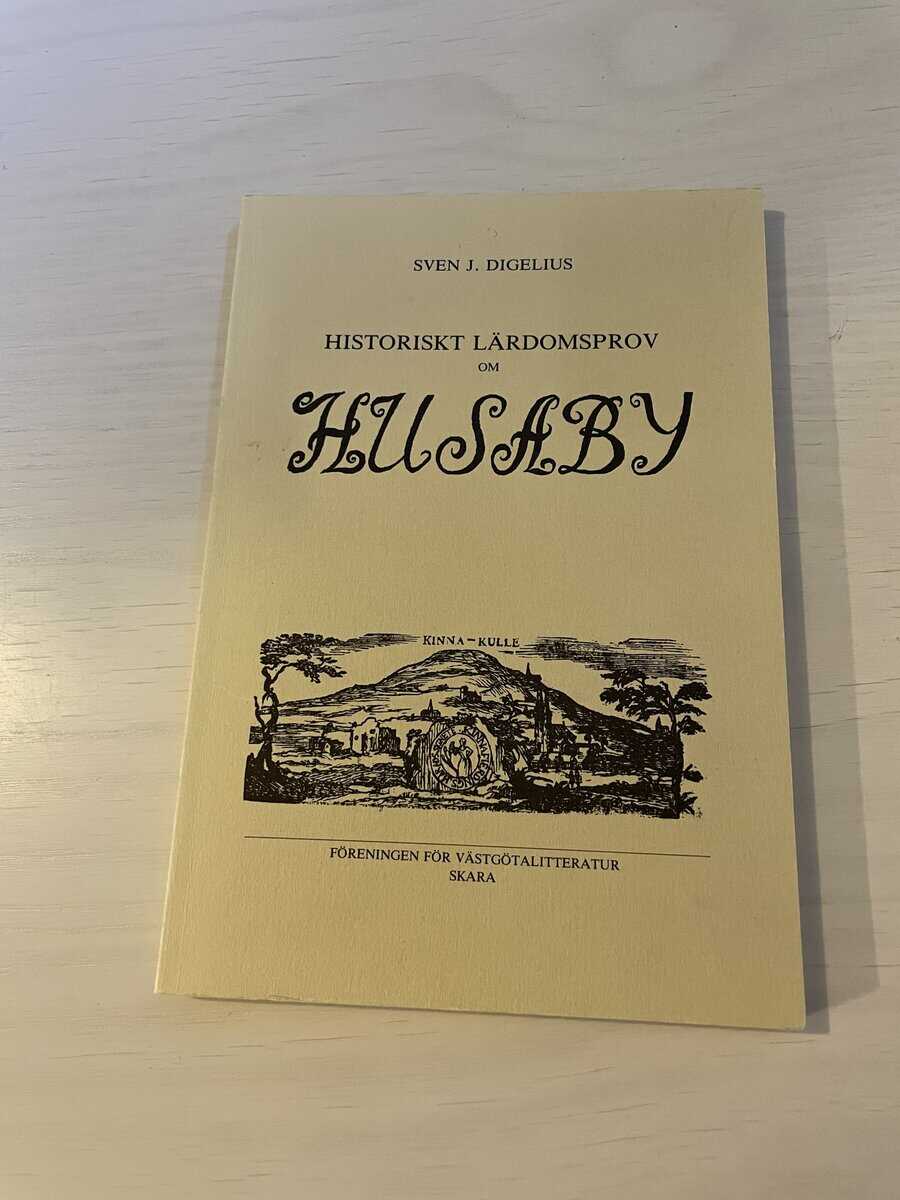 SVEN J. DIGELIUS
HISTORISKT LÄRDOMSPROV
OM
HUSABY
KINNA-KULLE
FÖRENINGEN FÖR VÄSTGÖTALITTERATUR
SKARA